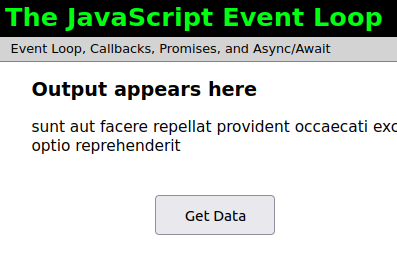 The JavaScript Event Loop
Event Loop, Callbacks, Promises, and Async/Await
Output appears here
sunt aut facere repellat provident occaecati
optio reprehenderit
Get Data